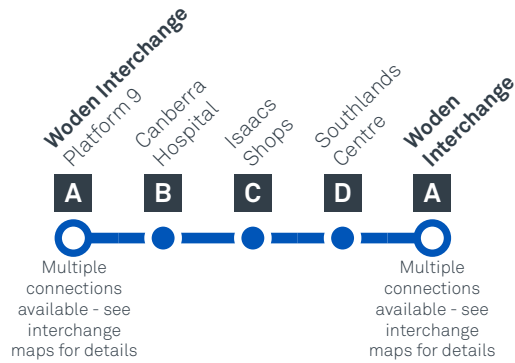 Woden Interchange
Platform 9
Canberra
Hospital
Isaacs
Shops
Southlands
Centre
Woden
Interchange
A
B
C
D
A
Multiple
connections
available - see
interchange
maps for details
Multiple
connections
available - see
interchange
maps for details